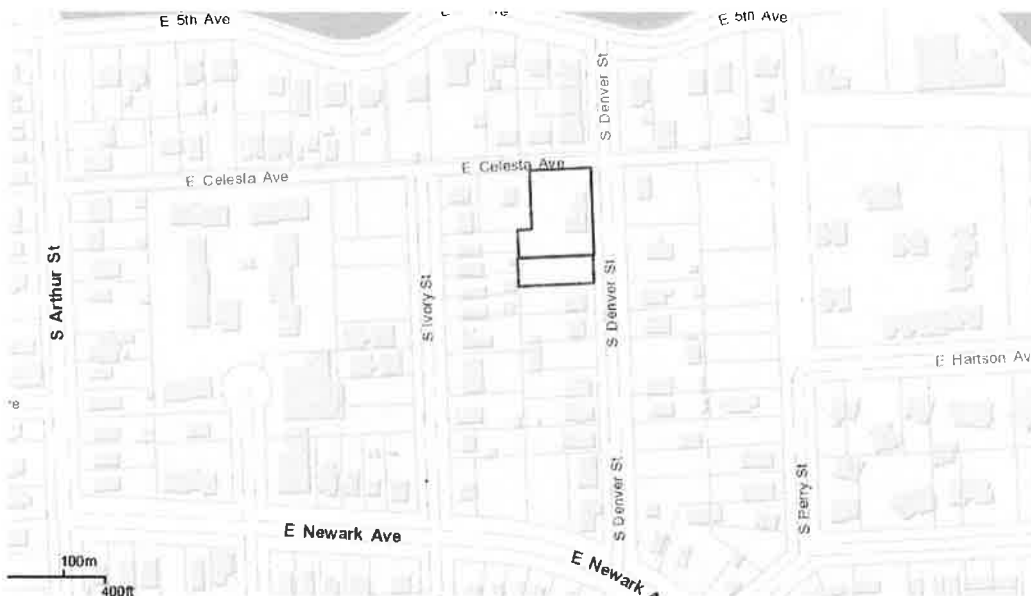 E 5th Ave
E 5th Ave
S Denver St
E Celesta Ave
E Celesta Ave
S Arthur St
S Ivory St
S Denver St
E Hartson Av
S Denver St
S Perry St
E Newark Ave
E Newark A
100m
400ft